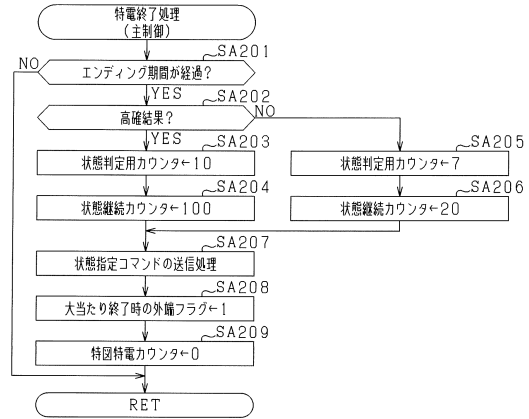 特電終了処理
(主制御)
SA201
エンディング期間が経過?
NO
YES
SA202
高確結果?
NO
YES
SA203
状態判定用カウンタ←10
SA205
状態判定用カウンタ←7
SA204
状態継続カウンタ←100
SA206
状態継続カウンタ←20
SA207
状態指定コマンドの送信処理
SA208
大当たり終了時の外端フラグ←1
SA209
特図特電カウンタ←0
RET